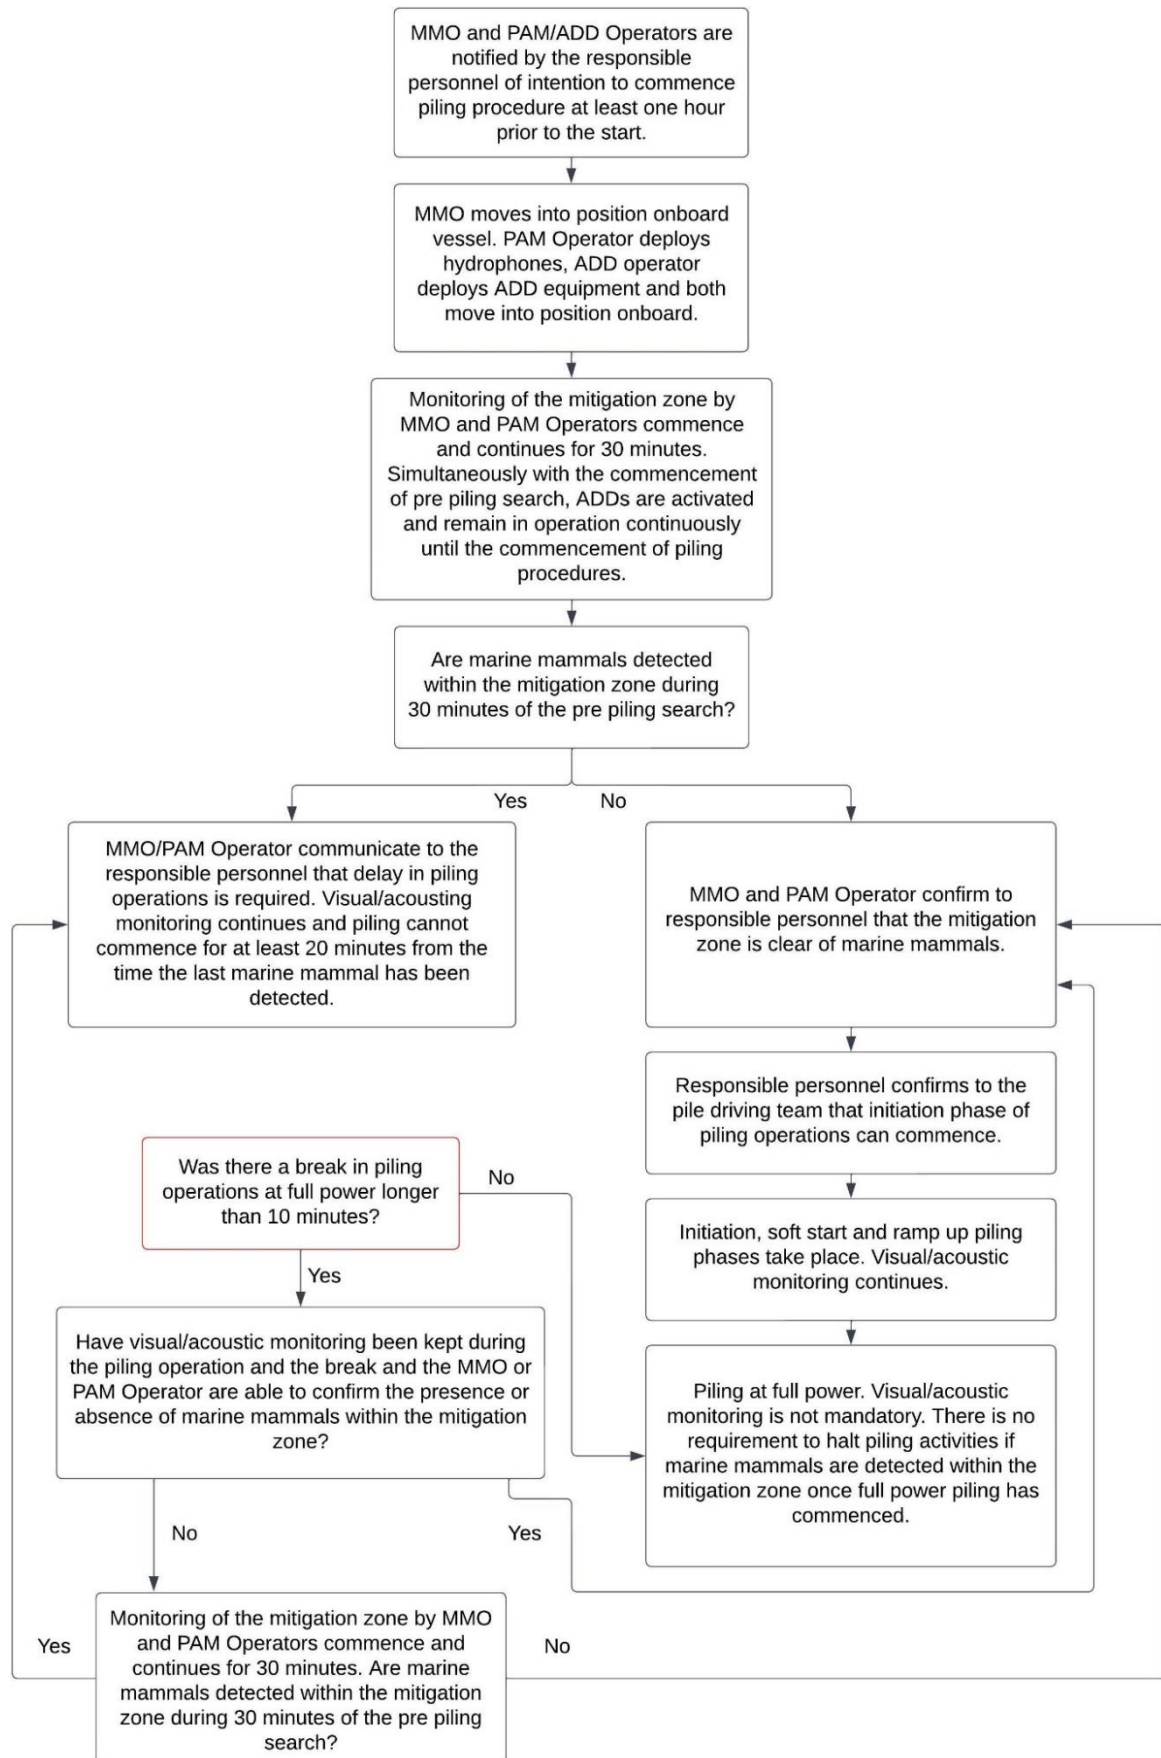 MMO and PAM/ADD Operators are
notified by the responsible
personnel of intention to commence
piling procedure at least one hour
prior to the start.
MMO moves into position onboard
vessel. PAM Operator deploys
hydrophones, ADD operator
deploys ADD equipment and both
move into position onboard.
Monitoring of the mitigation zone by
MMO and PAM Operators commence
and continues for 30 minutes.
Simultaneously with the commencement
of pre piling search, ADDs are activated
and remain in operation continuously
until the commencement of piling
procedures.
Are marine mammals detected
within the mitigation zone during
30 minutes of the pre piling search?
Yes
No
MMO/PAM Operator communicate to the
responsible personnel that delay in piling
operations is required. Visual/acousting
monitoring continues and piling cannot
commence for at least 20 minutes from the
time the last marine mammal has been
detected.
MMO and PAM Operator confirm to
responsible personnel that the mitigation
zone is clear of marine mammals.
Responsible personnel confirms to the
pile driving team that initiation phase of
piling operations can commence.
Initiation, soft start and ramp up piling
phases take place. Visual/acoustic
monitoring continues.
Piling at full power. Visual/acoustic
monitoring is not mandatory. There is no
requirement to halt piling activities if
marine mammals are detected within the
mitigation zone once full power piling has
commenced.
Was there a break in piling
operations at full power longer
than 10 minutes?
No
Yes
Have visual/acoustic monitoring been kept during
the piling operation and the break and the MMO or
PAM Operator are able to confirm the presence or
absence of marine mammals within the mitigation
zone?
No
Yes
Monitoring of the mitigation zone by MMO
and PAM Operators commence and
continues for 30 minutes. Are marine
mammals detected within the mitigation
zone during 30 minutes of the pre piling
search?
Yes
No